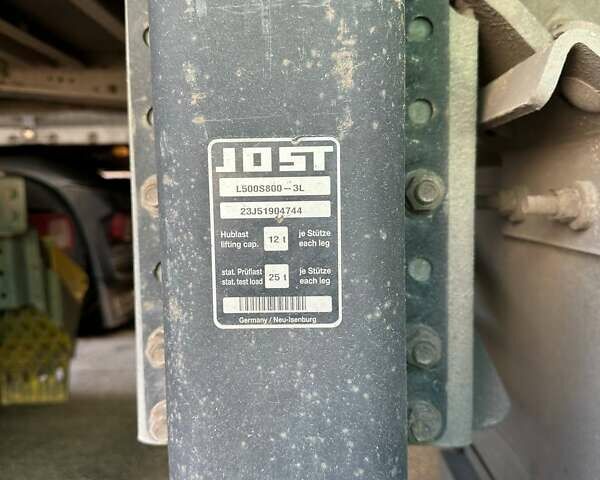 JOST
L500S800-3L
23J51904744
Hublast je Stütze
lifting cap. 12 t each leg
stat. Prüflast je Stütze
stat. test load 25 t each leg
Germany / Neu-Isenburg